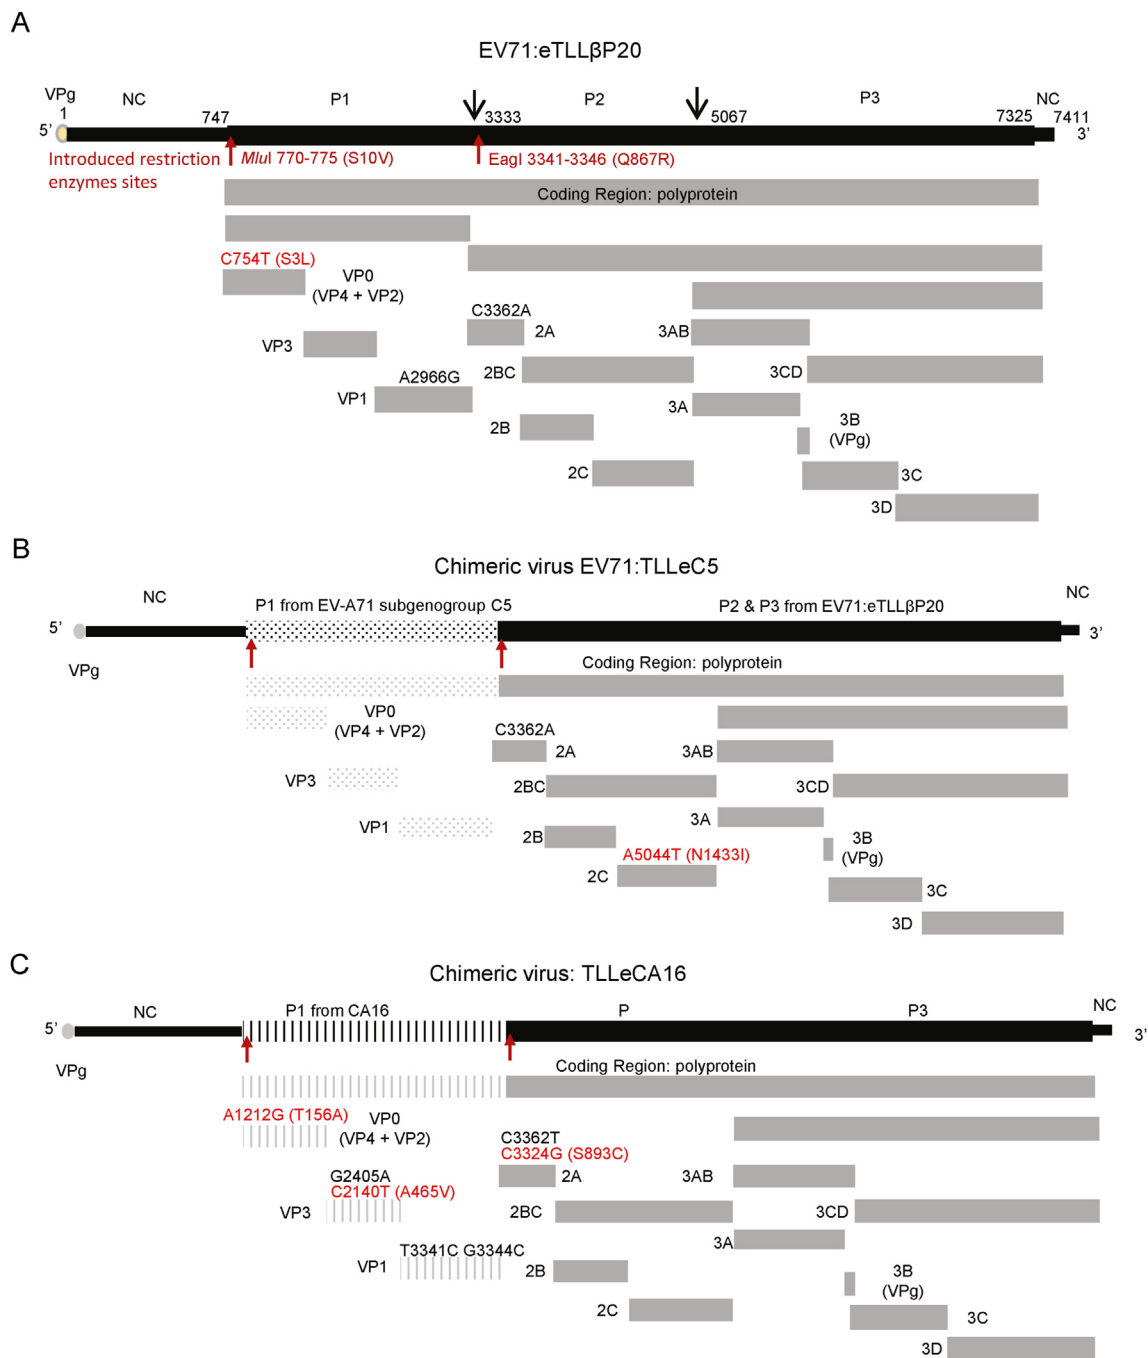 A
EV71:eTLLβP20
VPg NC P1 P2 P3 NC
1 747 3333 5067 7325 7411
5’ 3’
Introduced restriction
enzymes sites
MluI 770-775 (S10V)
EagI 3341-3346 (Q867R)
Coding Region: polyprotein
C754T (S3L)
VP0
(VP4 + VP2)
C3362A
2A 3AB
VP3
A2966G
2BC 3CD
VP1
3A
2B
3B
(VPg)
2C
3C
3D
B
Chimeric virus EV71:TLLeC5
NC
P1 from EV-A71 subgenogroup C5
P2 & P3 from EV71:eTLLβP20
NC
5’ 3’
VPg
Coding Region: polyprotein
VP0
(VP4 + VP2)
C3362A
2A 3AB
VP3
2BC 3CD
VP1
3A
2B
3B
(VPg)
A5044T (N1433I)
2C
3C
3D
C
Chimeric virus: TLLeCA16
NC P1 from CA16 P P3 NC
5’ 3’
VPg
Coding Region: polyprotein
A1212G (T156A)
VP0
(VP4 + VP2)
C3362T
C3324G (S893C)
2A 3AB
G2405A
C2140T (A465V)
VP3
2BC 3CD
3A
T3341C G3344C
VP1
2B
3B
(VPg)
2C
3C
3D